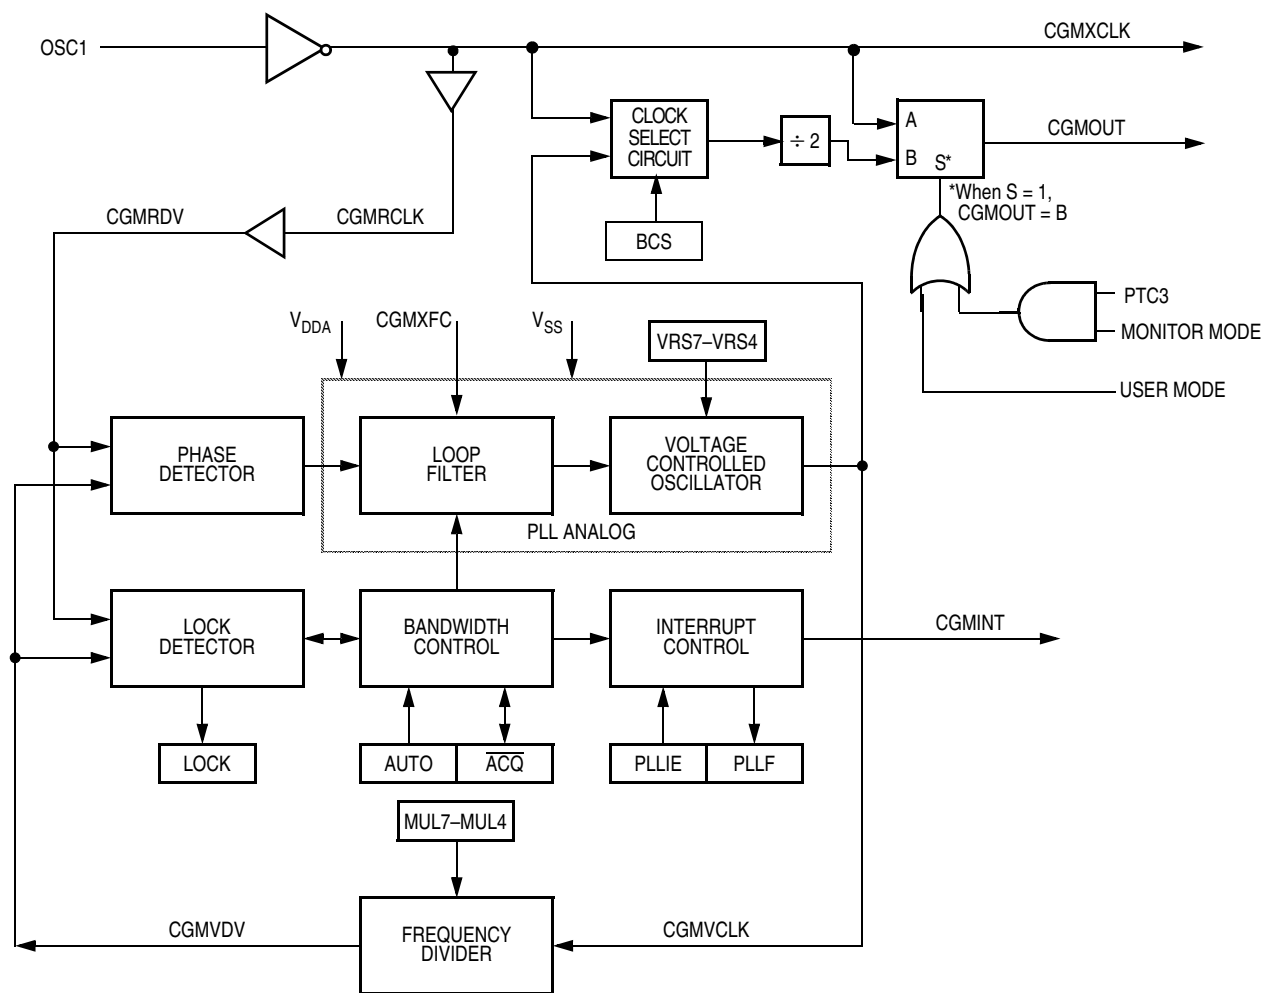 OSC1
CGMXCLK
CLOCK
SELECT
CIRCUIT
÷ 2
A
B
S*
CGMOUT
*When S = 1,
CGMOUT = B
BCS
CGMRDV
CGMRCLK
PTC3
MONITOR MODE
USER MODE
VDDA
CGMXFC
VSS
VRS7–VRS4
PHASE
DETECTOR
LOOP
FILTER
VOLTAGE
CONTROLLED
OSCILLATOR
PLL ANALOG
LOCK
DETECTOR
BANDWIDTH
CONTROL
INTERRUPT
CONTROL
CGMINT
LOCK
AUTO
ACQ
PLLIE
PLLF
MUL7–MUL4
CGMVDV
FREQUENCY
DIVIDER
CGMVCLK